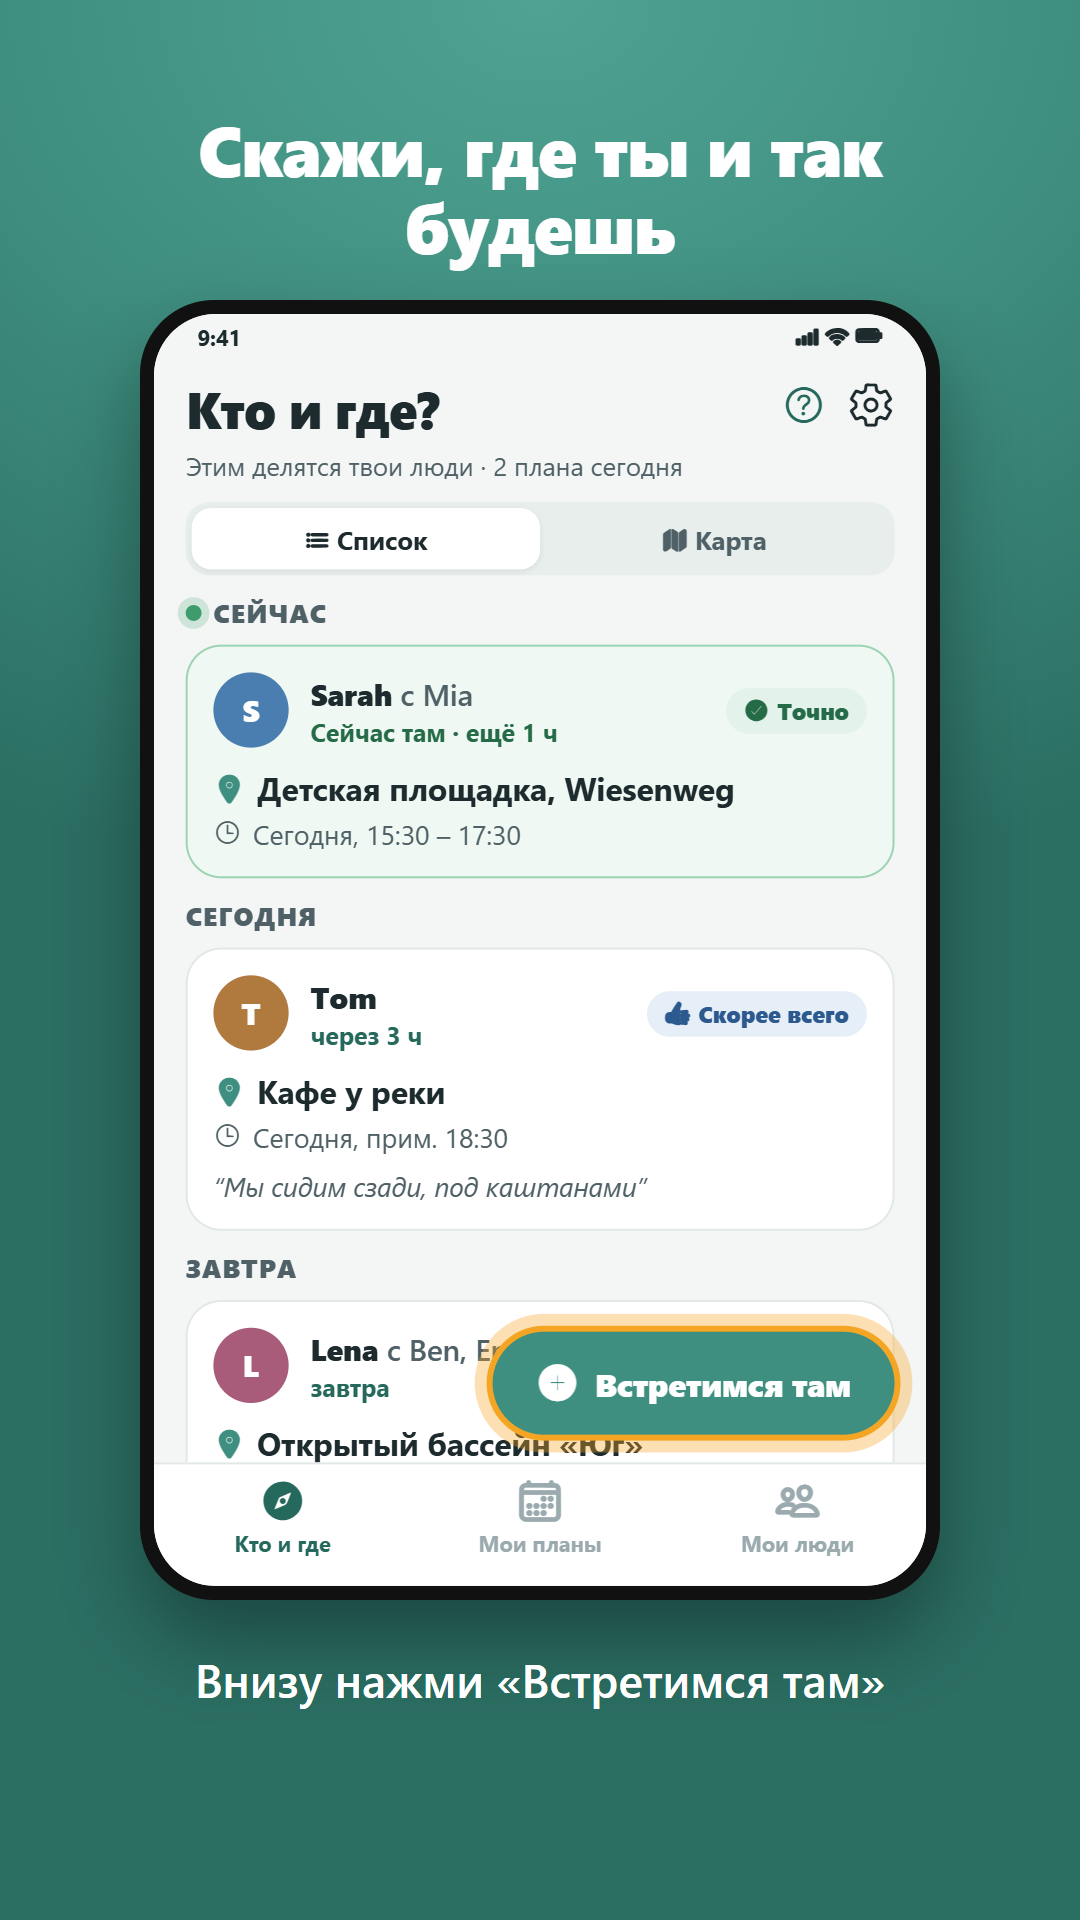 Скажи, где ты и так
будешь
9:41
Кто и где?
Этим делятся твои люди · 2 плана сегодня
Список
Карта
СЕЙЧАС
S
Sarah с Mia
Сейчас там · ещё 1 ч
Точно
Детская площадка, Wiesenweg
Сегодня, 15:30 – 17:30
СЕГОДНЯ
T
Tom
через 3 ч
Скорее всего
Кафе у реки
Сегодня, прим. 18:30
“Мы сидим сзади, под каштанами”
ЗАВТРА
L
Lena с Ben,
завтра
Встретимся там
Открытый бассейн «Юг»
Кто и где
Мои планы
Мои люди
Внизу нажми «Встретимся там»